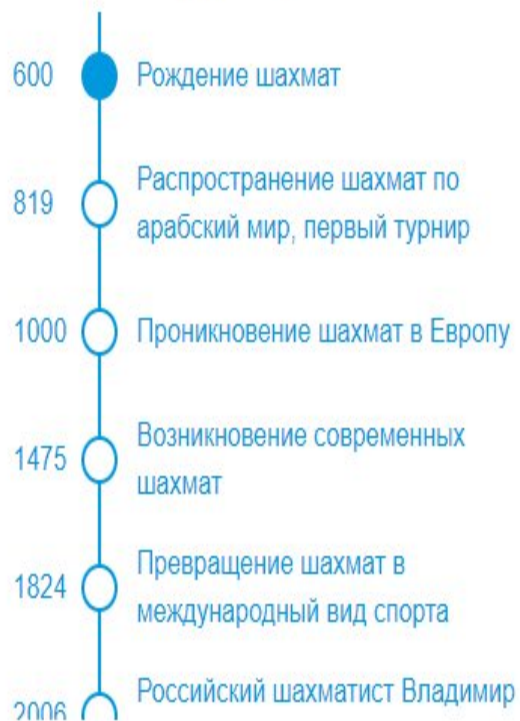 600 Рождение шахмат
819 Распространение шахмат по
арабский мир, первый турнир
1000 Проникновение шахмат в Европу
1475 Возникновение современных
шахмат
1824 Превращение шахмат в
международный вид спорта
2006 Российский шахматист Владимир